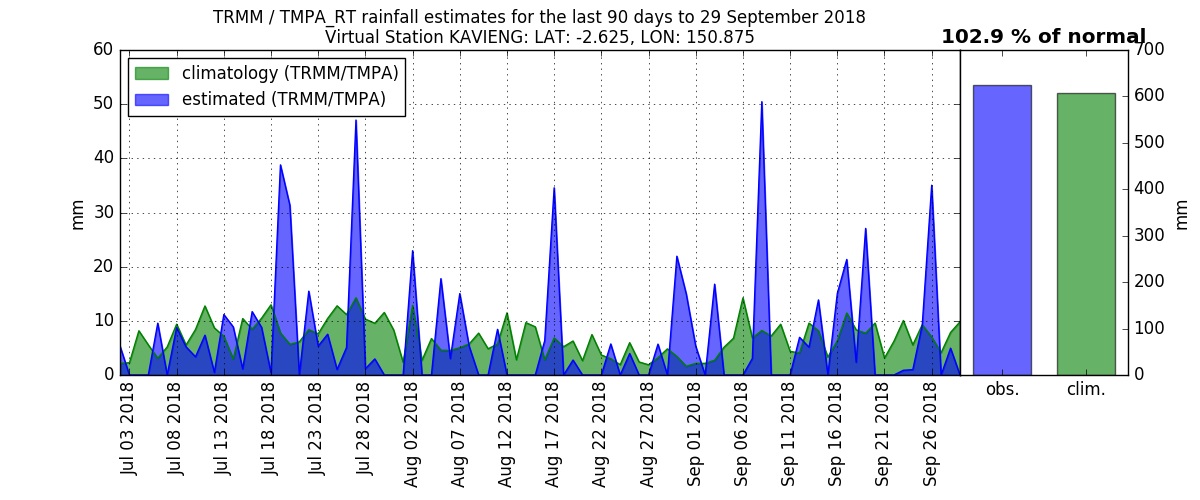 TRMM / TMPA_RT rainfall estimates for the last 90 days to 29 September 2018
Virtual Station KAVIENG: LAT: -2.625, LON: 150.875
102.9 % of normal
climatology (TRMM/TMPA)
estimated (TRMM/TMPA)
60
50
40
30
20
10
0
mm
Jul 03 2018
Jul 08 2018
Jul 13 2018
Jul 18 2018
Jul 23 2018
Jul 28 2018
Aug 02 2018
Aug 07 2018
Aug 12 2018
Aug 17 2018
Aug 22 2018
Aug 27 2018
Sep 01 2018
Sep 06 2018
Sep 11 2018
Sep 16 2018
Sep 21 2018
Sep 26 2018
obs.
clim.
700
600
500
400
300
200
100
0
mm